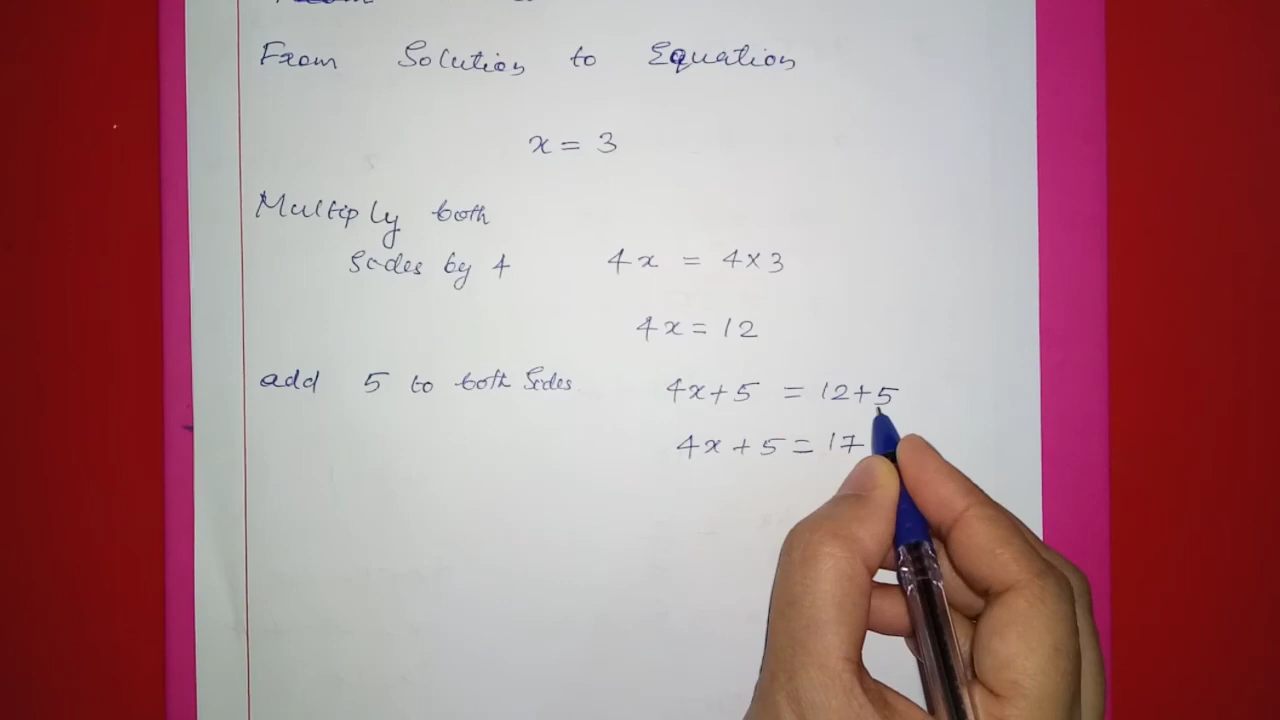 From Solution to Equation
x = 3
Multiply both
Sides by 4 4x = 4×3
4x = 12
add 5 to both Sides. 4x+5 = 12+5
4x+5=17